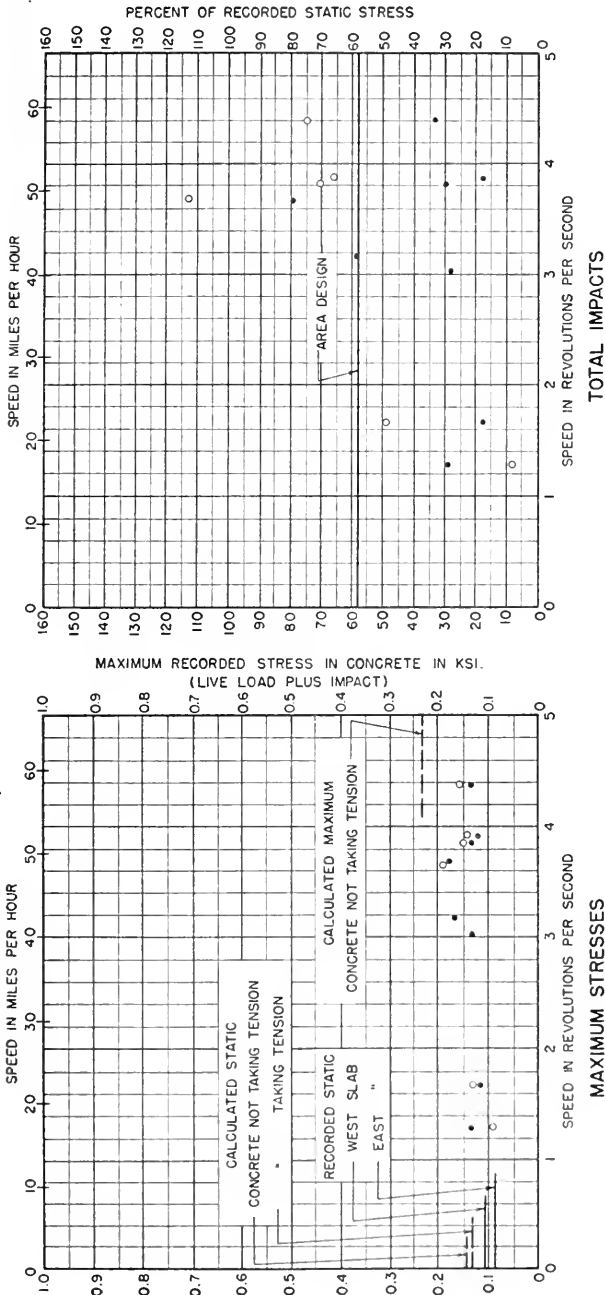 SPEED IN MILES PER HOUR
0 10 20 30 40 50 60
160
150
140
130
120
110
100
90
80
70
60
50
40
30
20
10
0
PERCENT OF RECORDED STATIC STRESS
160
150
140
130
120
110
100
90
80
70
60
50
40
30
20
10
0
AREA DESIGN
0 1 2 3 4 5
SPEED IN REVOLUTIONS PER SECOND
TOTAL IMPACTS
SPEED IN MILES PER HOUR
0 10 20 30 40 50 60
1.0
0.9
0.8
0.7
0.6
0.5
0.4
0.3
0.2
0.1
0
MAXIMUM RECORDED STRESS IN CONCRETE IN KSI.
(LIVE LOAD PLUS IMPACT)
1.0
0.9
0.8
0.7
0.6
0.5
0.4
0.3
0.2
0.1
0
CALCULATED STATIC
CONCRETE NOT TAKING TENSION
" TAKING TENSION
CALCULATED MAXIMUM
CONCRETE NOT TAKING TENSION
RECORDED STATIC
WEST SLAB
EAST "
0 1 2 3 4 5
SPEED IN REVOLUTIONS PER SECOND
MAXIMUM STRESSES